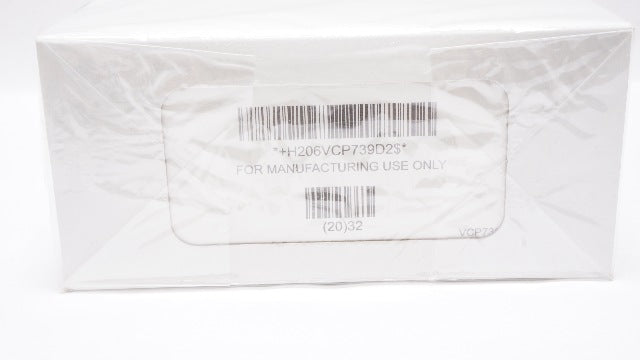 *+H206VCP739D2$*
FOR MANUFACTURING USE ONLY
(20)32
VCP73